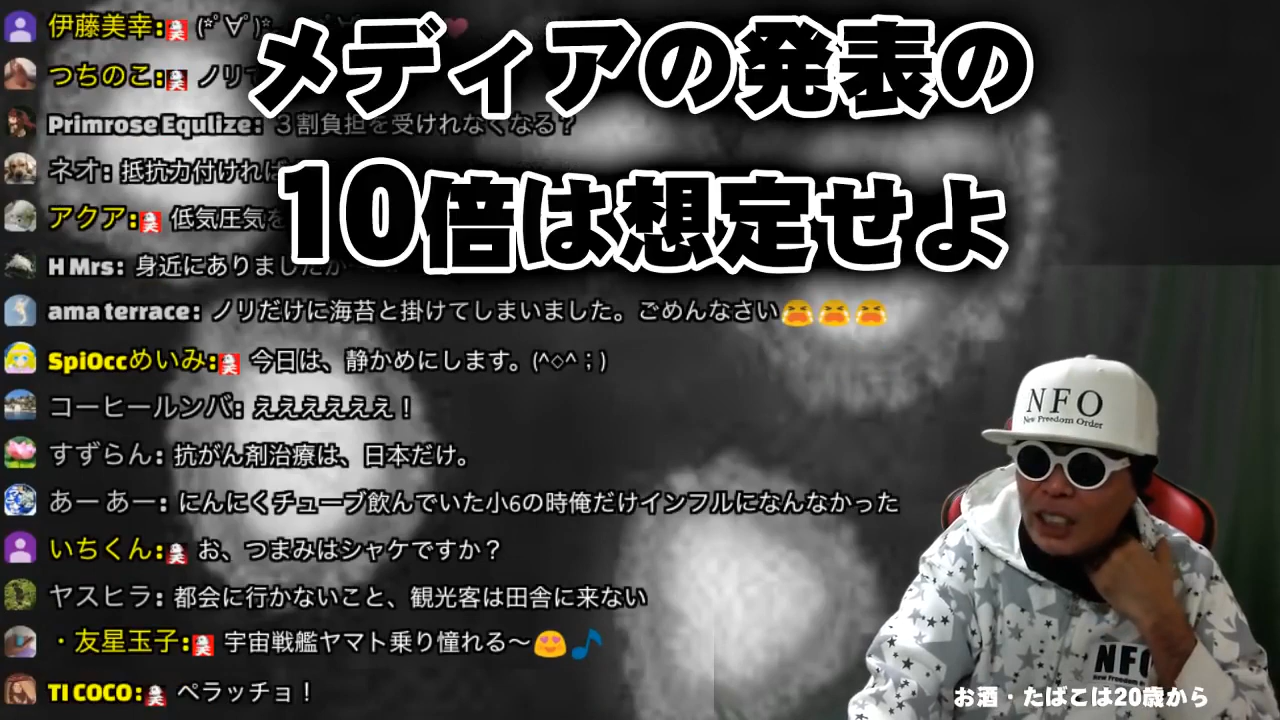 メディアの発表の
10倍は想定せよ
伊藤美幸: (*ﾟ∀ﾟ)*
つちのこ: ノリで
Primrose Equlize: 3割負担を受けれなくなる?
ネオ: 抵抗力付ければ
アクア: 低気圧気を
H Mrs: 身近にありましたか
ama terrace: ノリだけに海苔と掛けてしまいました。ごめんなさい😫😫😫
SpiOccめいみ: 今日は、静かめにします。(^◇^;)
コーヒールンバ: えええええええ!
すずらん: 抗がん剤治療は、日本だけ。
あー あー: にんにくチューブ飲んでいた小6の時俺だけインフルになんなかった
いちくん: お、つまみはシャケですか?
ヤスヒラ: 都会に行かないこと、観光客は田舎に来ない
・友星玉子: 宇宙戦艦ヤマト乗り憧れる〜😍🎵
TI COCO: ペラッチョ!
NFO
New Freedom Order
NFO
New Freedom
お酒・たばこは20歳から